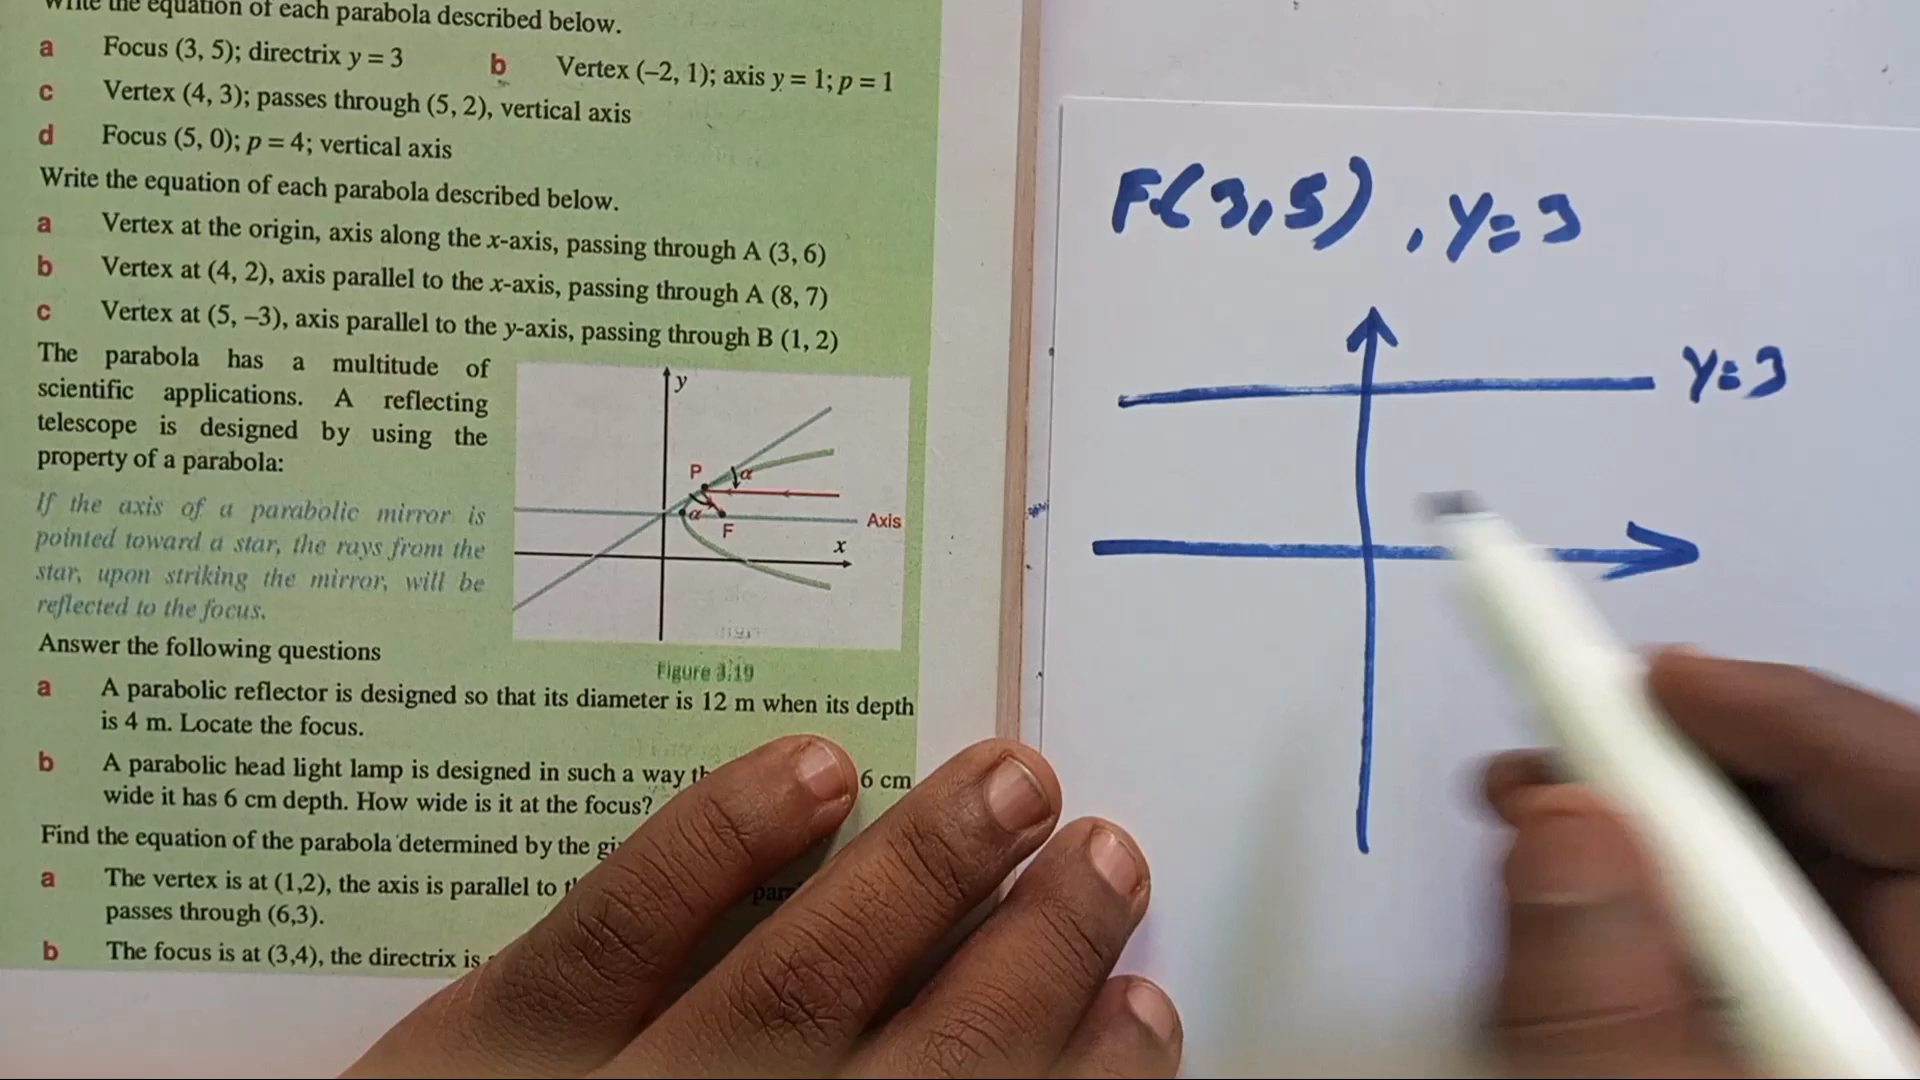 Write the equation of each parabola described below.
a Focus (3, 5); directrix y = 3 b Vertex (–2, 1); axis y = 1; p = 1
c Vertex (4, 3); passes through (5, 2), vertical axis
d Focus (5, 0); p = 4; vertical axis
Write the equation of each parabola described below.
a Vertex at the origin, axis along the x-axis, passing through A (3, 6)
b Vertex at (4, 2), axis parallel to the x-axis, passing through A (8, 7)
c Vertex at (5, –3), axis parallel to the y-axis, passing through B (1, 2)
The parabola has a multitude of
scientific applications. A reflecting
telescope is designed by using the
property of a parabola:
If the axis of a parabolic mirror is
pointed toward a star, the rays from the
star, upon striking the mirror, will be
reflected to the focus.
y
P
α
α
F
Axis
x
Figure 3.19
Answer the following questions
a A parabolic reflector is designed so that its diameter is 12 m when its depth
is 4 m. Locate the focus.
b A parabolic head light lamp is designed in such a way 6 cm
wide it has 6 cm depth. How wide is it at the focus?
Find the equation of the parabola determined by the
a The vertex is at (1,2), the axis is parallel to
passes through (6,3).
b The focus is at (3,4), the directrix is
F(3,5), y=3
y=3